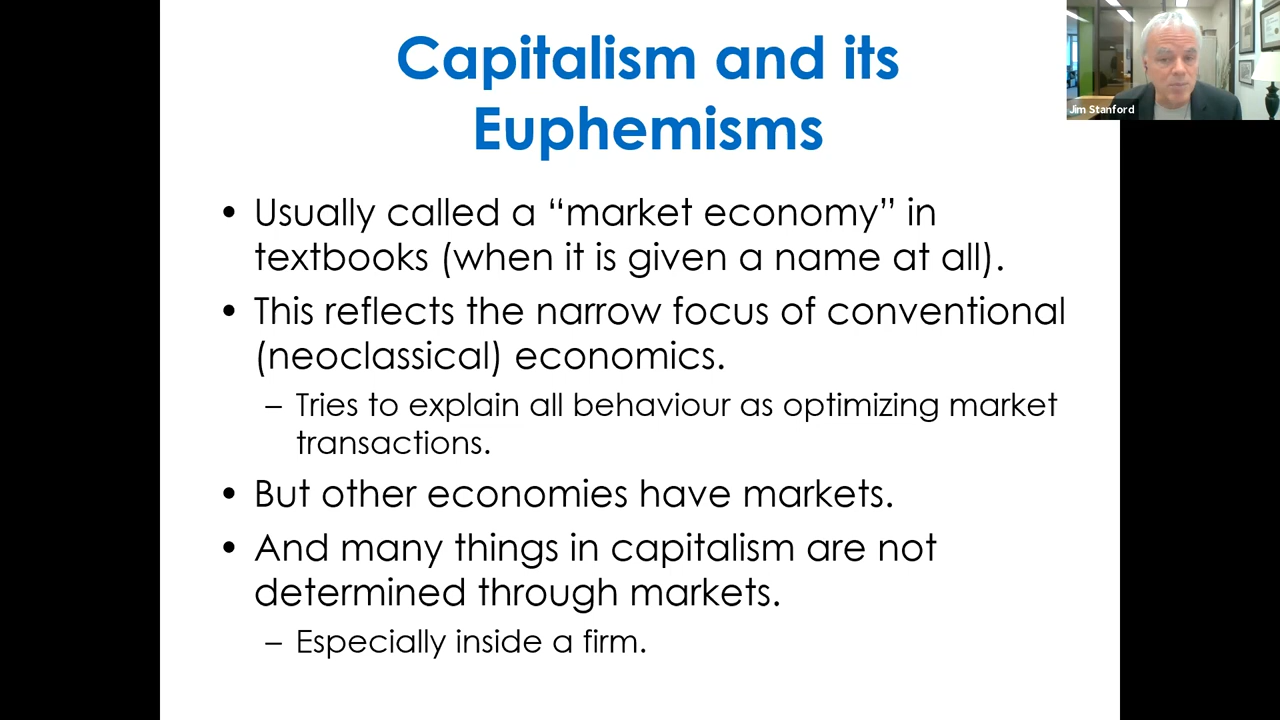 Capitalism and its
Euphemisms
Jim Stanford
• Usually called a “market economy” in
textbooks (when it is given a name at all).
• This reflects the narrow focus of conventional
(neoclassical) economics.
– Tries to explain all behaviour as optimizing market
transactions.
• But other economies have markets.
• And many things in capitalism are not
determined through markets.
– Especially inside a firm.